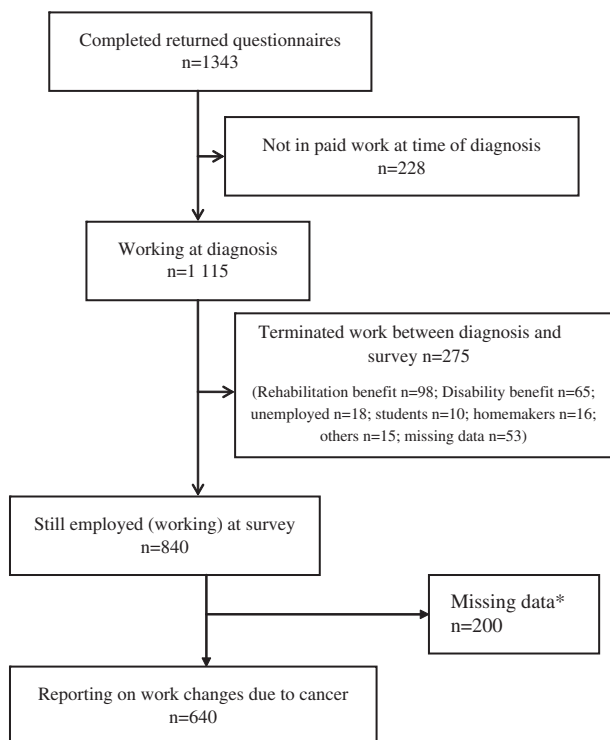 Completed returned questionnaires
n=1343
Not in paid work at time of diagnosis
n=228
Working at diagnosis
n=1 115
Terminated work between diagnosis and
survey n=275
(Rehabilitation benefit n=98; Disability benefit n=65;
unemployed n=18; students n=10; homemakers n=16;
others n=15; missing data n=53)
Still employed (working) at survey
n=840
Missing data*
n=200
Reporting on work changes due to cancer
n=640